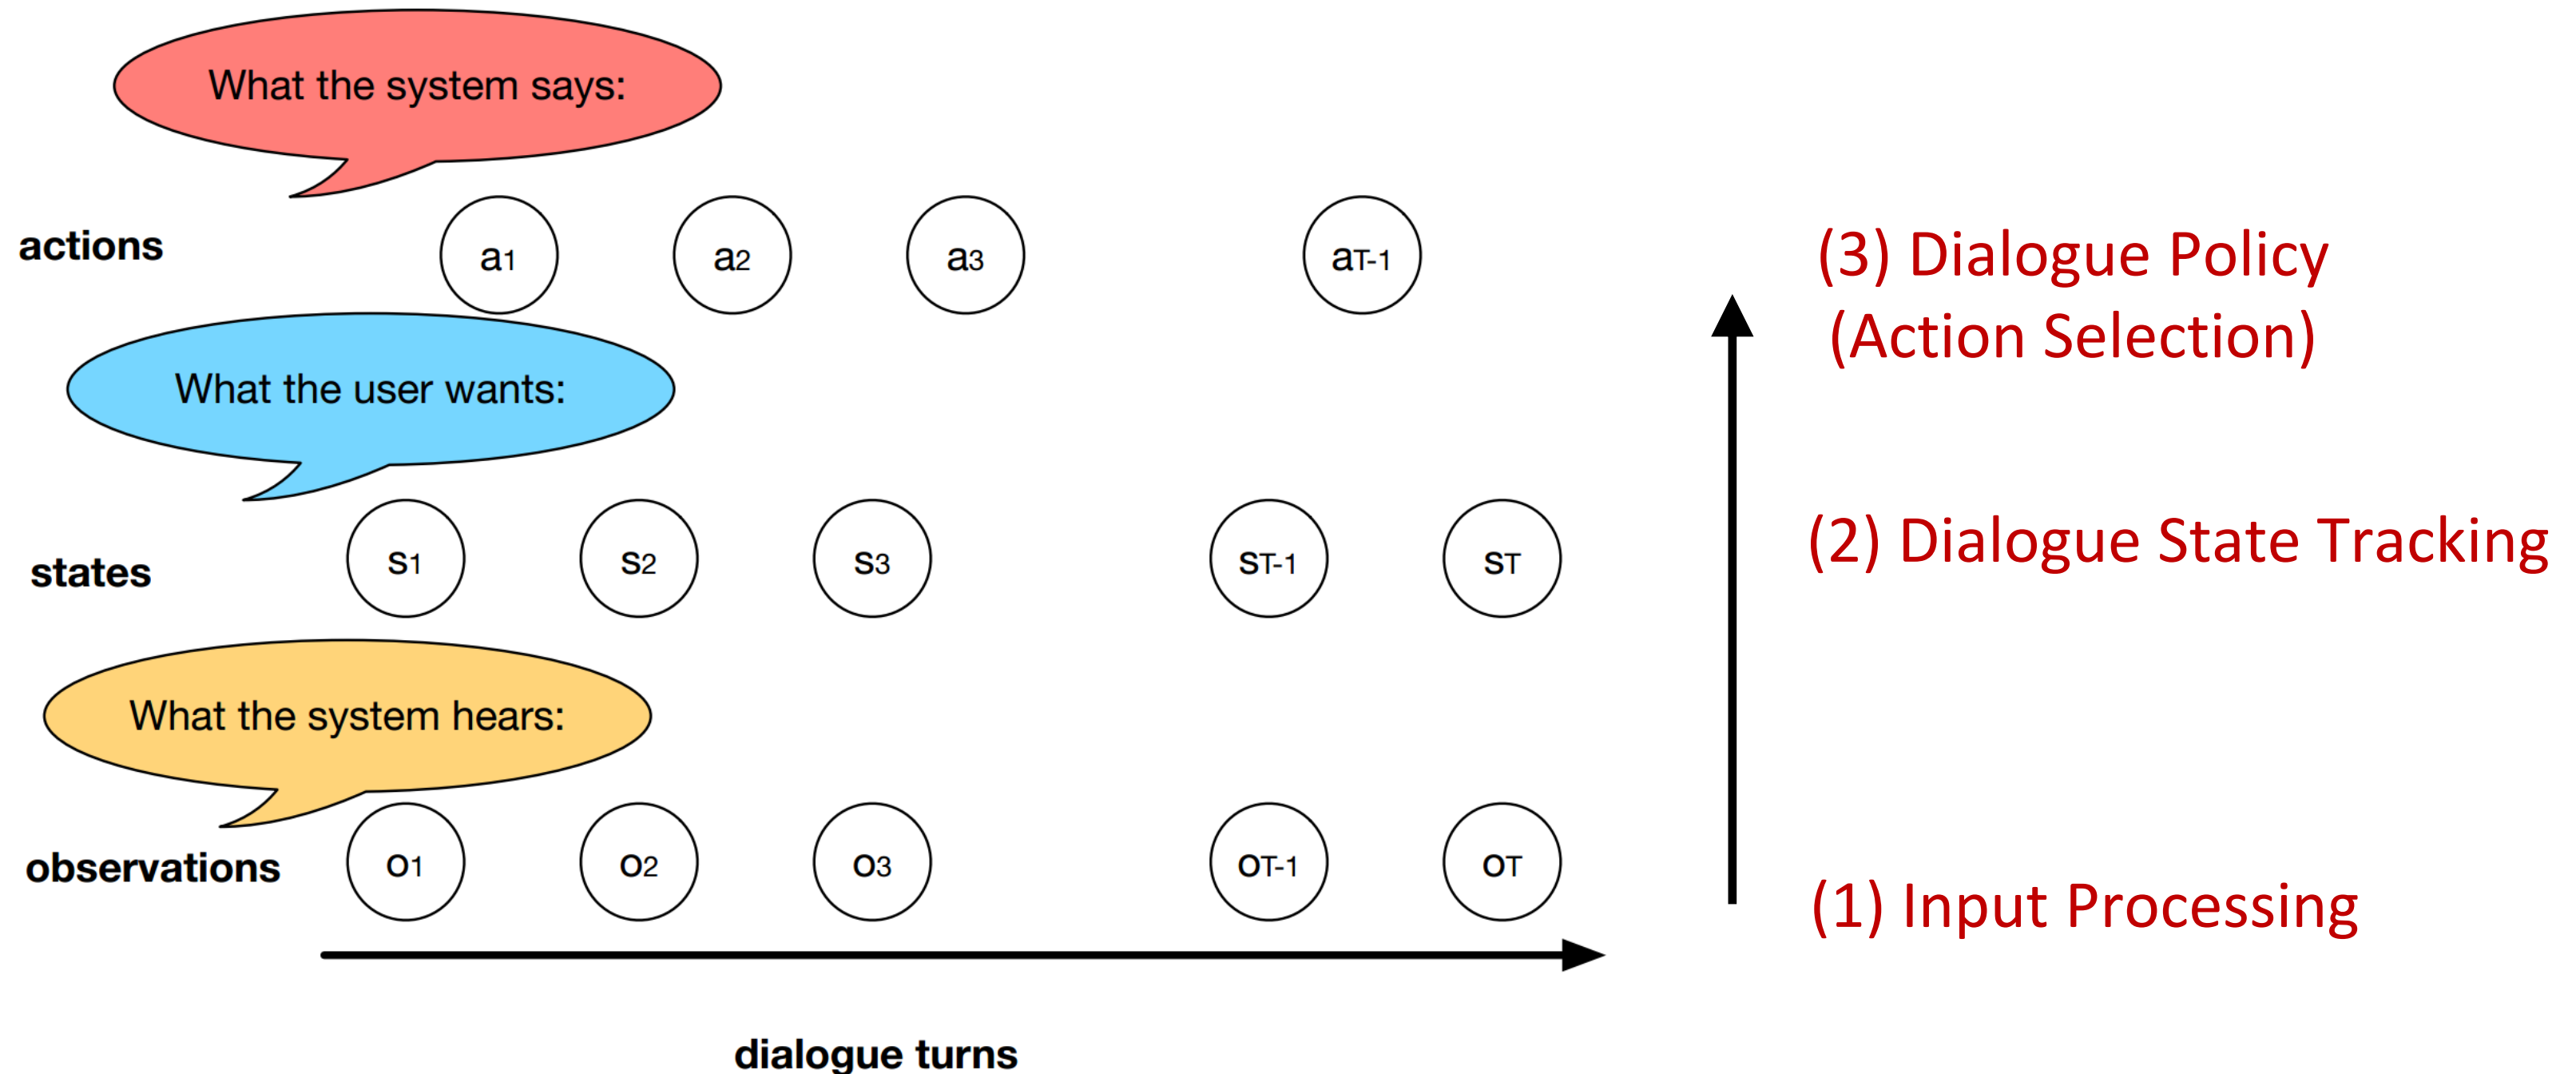 What the system says:
actions
a1 a2 a3 aT-1
(3) Dialogue Policy
(Action Selection)
What the user wants:
states
s1 s2 s3 sT-1 sT
(2) Dialogue State Tracking
What the system hears:
observations
o1 o2 o3 oT-1 oT
(1) Input Processing
dialogue turns